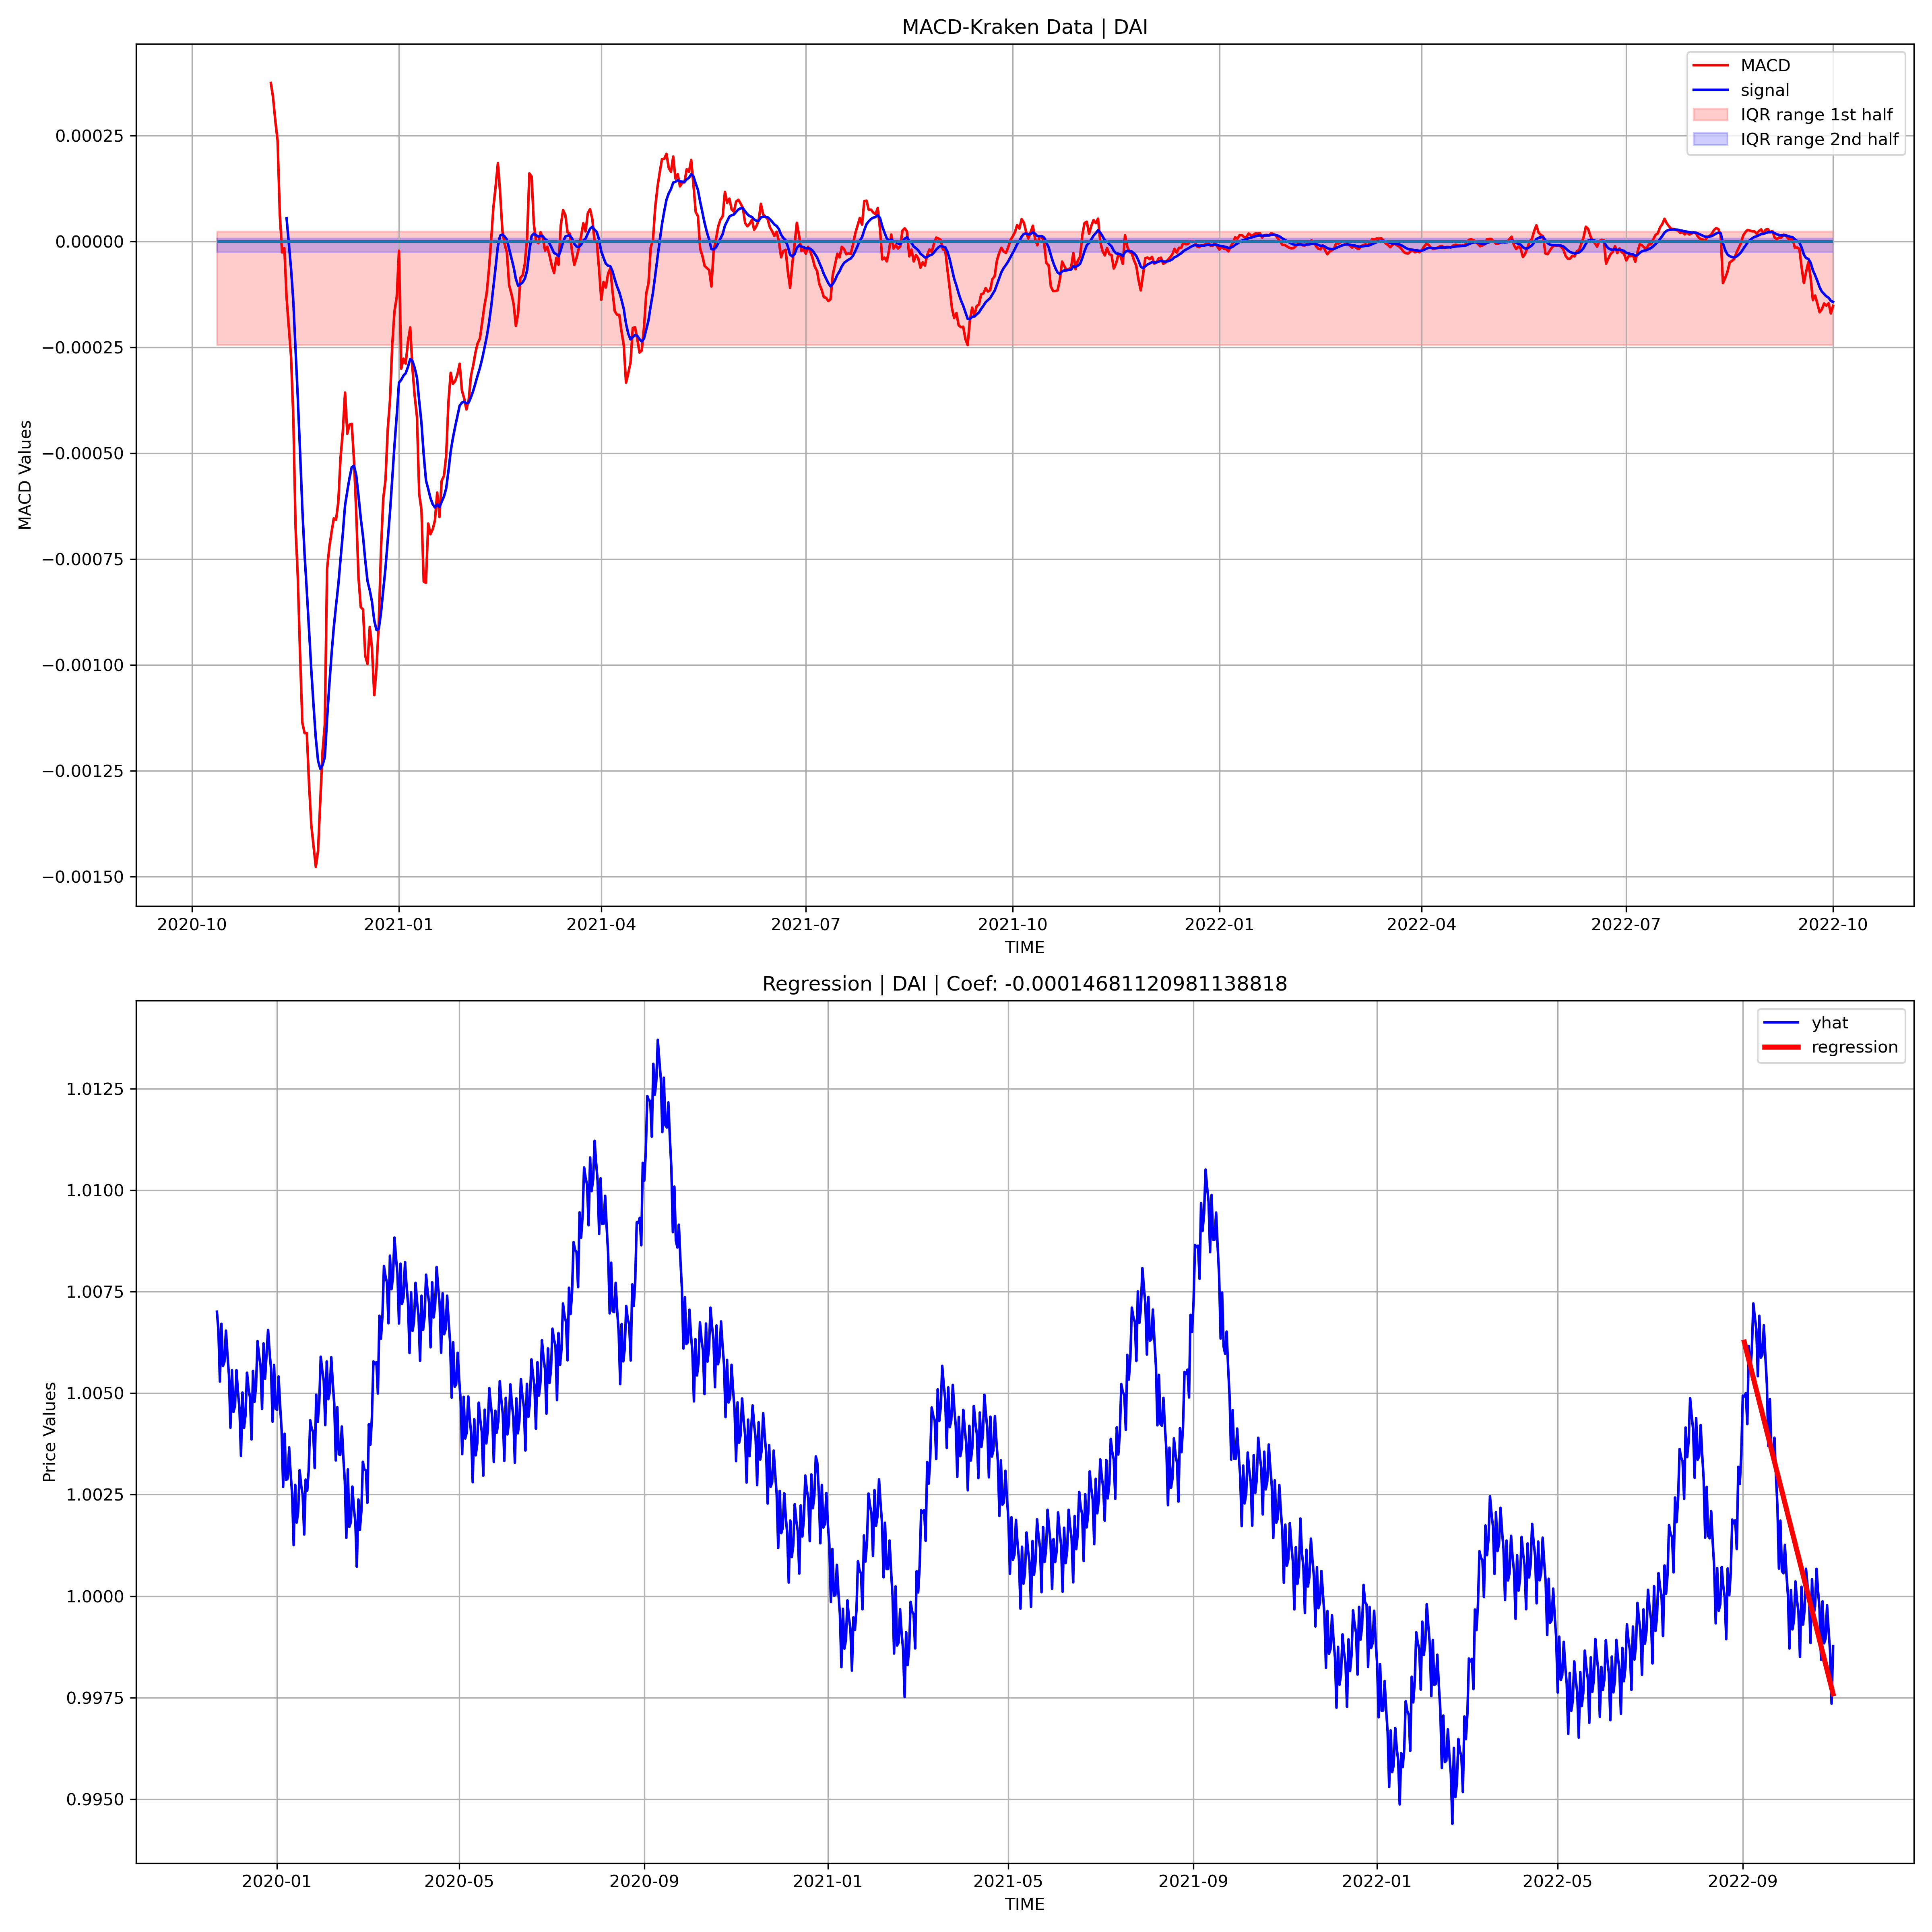 MACD-Kraken Data | DAI
MACD
signal
IQR range 1st half
IQR range 2nd half
0.00025
0.00000
−0.00025
−0.00050
−0.00075
−0.00100
−0.00125
−0.00150
MACD Values
2020-10 2021-01 2021-04 2021-07 2021-10 2022-01 2022-04 2022-07 2022-10
TIME
Regression | DAI | Coef: -0.00014681120981138818
yhat
regression
1.0125
1.0100
1.0075
1.0050
1.0025
1.0000
0.9975
0.9950
Price Values
2020-01 2020-05 2020-09 2021-01 2021-05 2021-09 2022-01 2022-05 2022-09
TIME